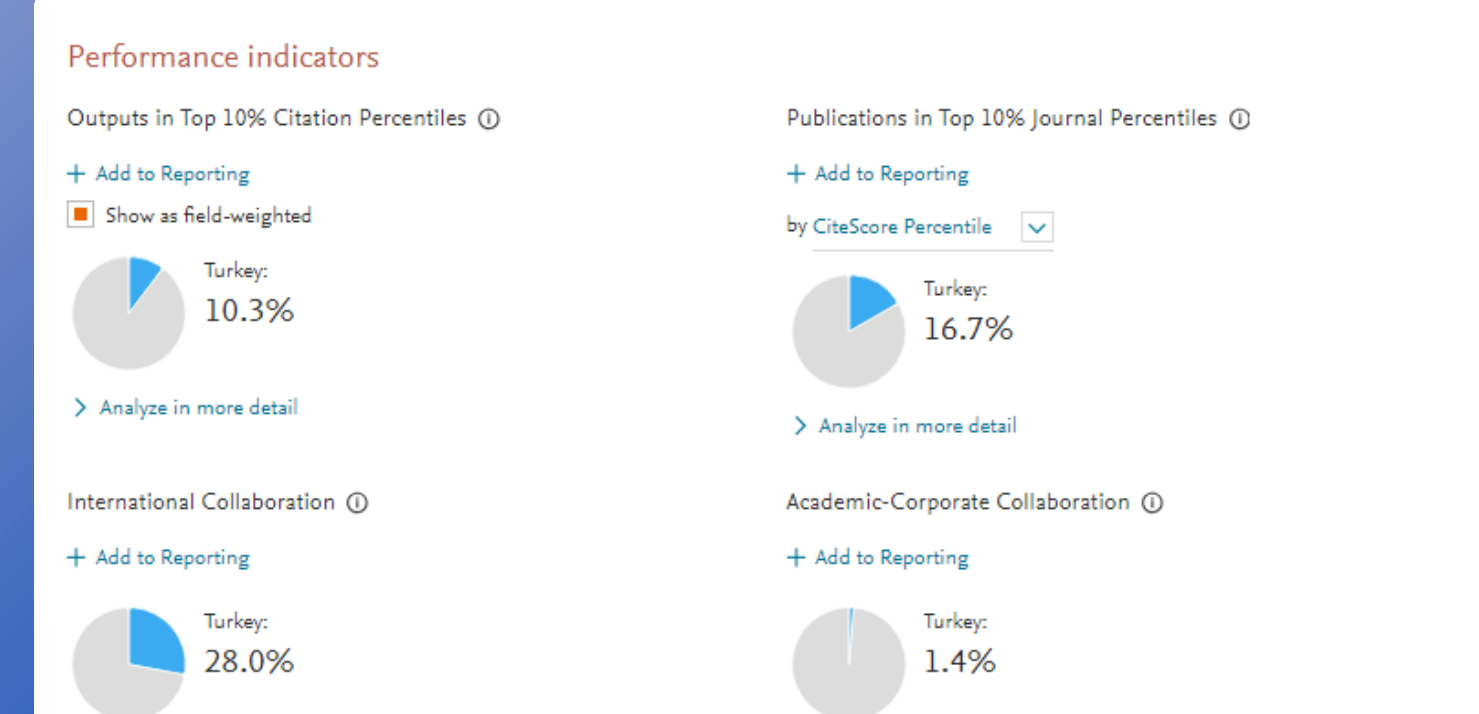 Performance indicators
Outputs in Top 10% Citation Percentiles
+ Add to Reporting
Show as field-weighted
Turkey:
10.3%
Analyze in more detail
Publications in Top 10% Journal Percentiles
+ Add to Reporting
by CiteScore Percentile
Turkey:
16.7%
Analyze in more detail
International Collaboration
+ Add to Reporting
Turkey:
28.0%
Academic-Corporate Collaboration
+ Add to Reporting
Turkey:
1.4%